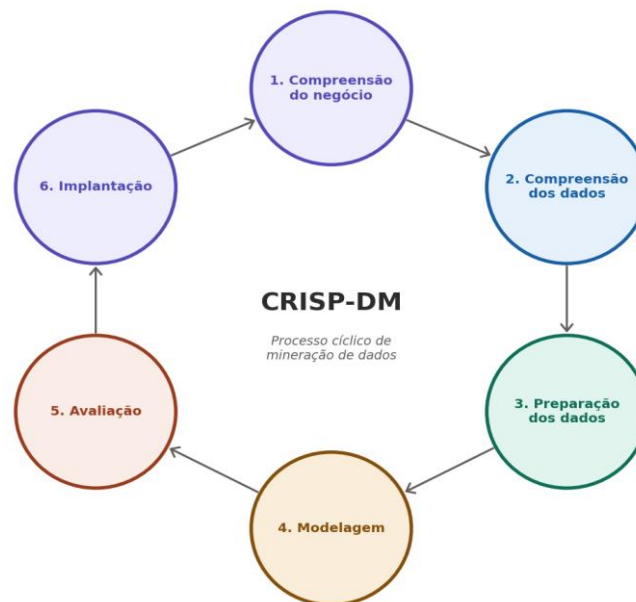 1. Compreensão
do negócio
2. Compreensão
dos dados
3. Preparação
dos dados
4. Modelagem
5. Avaliação
6. Implantação
CRISP-DM
Processo cíclico de
mineração de dados